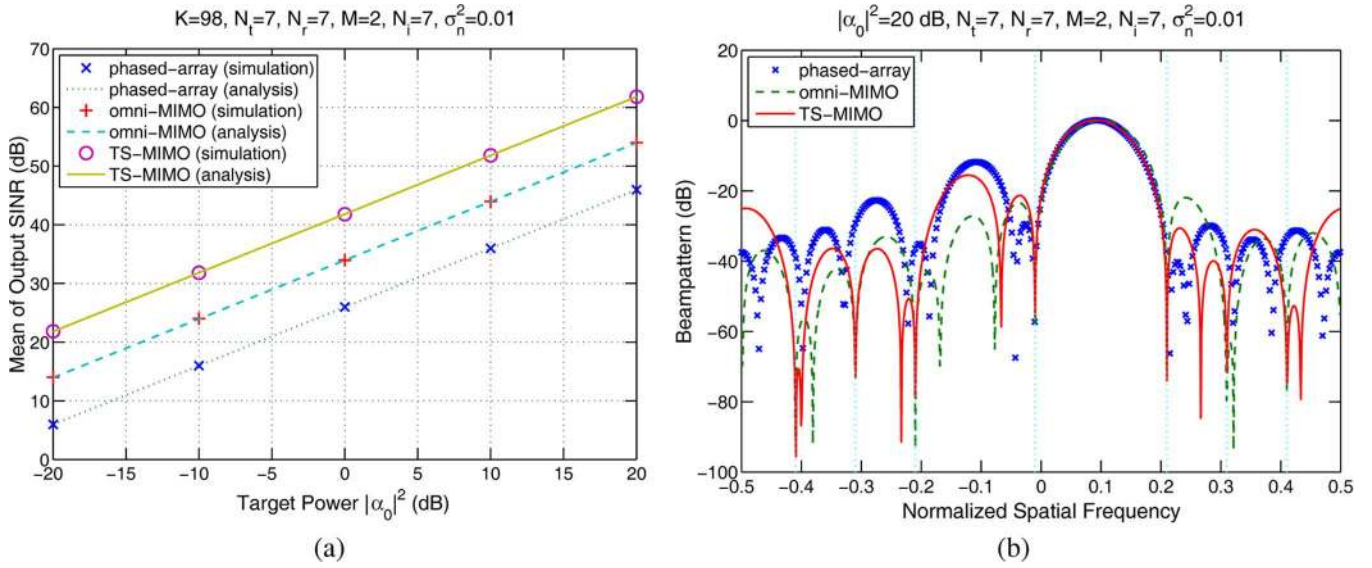 K=98, N_t=7, N_r=7, M=2, N_i=7, σ_n^2=0.01
70
60
50
40
30
20
10
0
Mean of Output SINR (dB)
phased-array (simulation)
phased-array (analysis)
omni-MIMO (simulation)
omni-MIMO (analysis)
TS-MIMO (simulation)
TS-MIMO (analysis)
−20 −15 −10 −5 0 5 10 15 20
Target Power |α_0|^2 (dB)
(a)
|α_0|^2=20 dB, N_t=7, N_r=7, M=2, N_i=7, σ_n^2=0.01
20
0
−20
−40
−60
−80
−100
Beampattern (dB)
phased-array
omni-MIMO
TS-MIMO
−0.5 −0.4 −0.3 −0.2 −0.1 0 0.1 0.2 0.3 0.4 0.5
Normalized Spatial Frequency
(b)